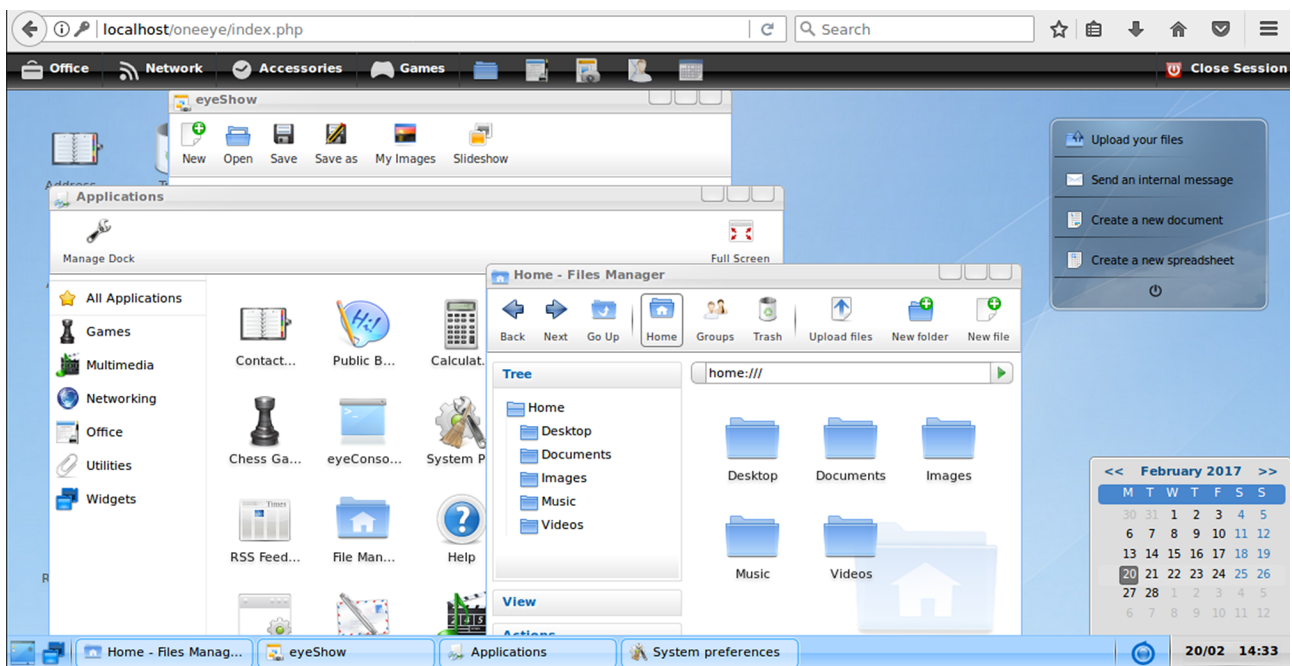 localhost/oneeye/index.php
Search
Office Network Accessories Games Close Session
eyeShow
New Open Save Save as My Images Slideshow
Address
Applications
Manage Dock Full Screen
All Applications
Games
Multimedia
Networking
Office
Utilities
Widgets
Contact... Public B... Calculat.
Chess Ga... eyeConso... System P
RSS Feed... File Man... Help
Home - Files Manager
Back Next Go Up Home Groups Trash Upload files New folder New file
Tree
Home
Desktop
Documents
Images
Music
Videos
View
Actions
home:///
Desktop Documents Images
Music Videos
Upload your files
Send an internal message
Create a new document
Create a new spreadsheet
<< February 2017 >>
M T W T F S S
30 31 1 2 3 4 5
6 7 8 9 10 11 12
13 14 15 16 17 18 19
20 21 22 23 24 25 26
27 28 1 2 3 4 5
6 7 8 9 10 11 12
Home - Files Manag... eyeShow Applications System preferences 20/02 14:33